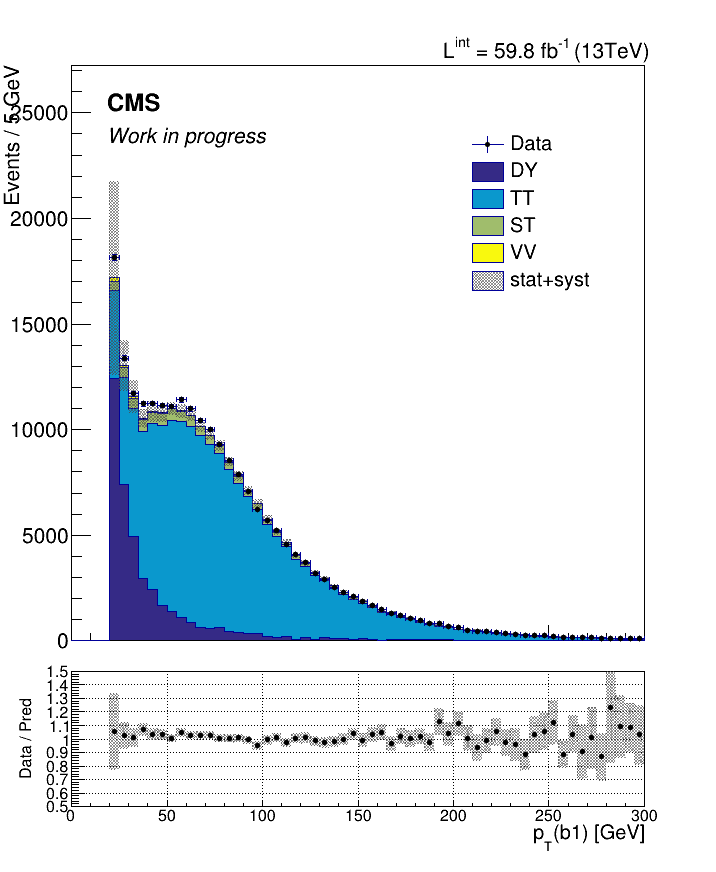 L^int = 59.8 fb^-1 (13TeV)
Events / 5 GeV
CMS
Work in progress
Data
DY
TT
ST
VV
stat+syst
25000
20000
15000
10000
5000
0
Data / Pred
1.5
1.4
1.3
1.2
1.1
1
0.9
0.8
0.7
0.6
0.5
0 50 100 150 200 250 300
p_T(b1) [GeV]